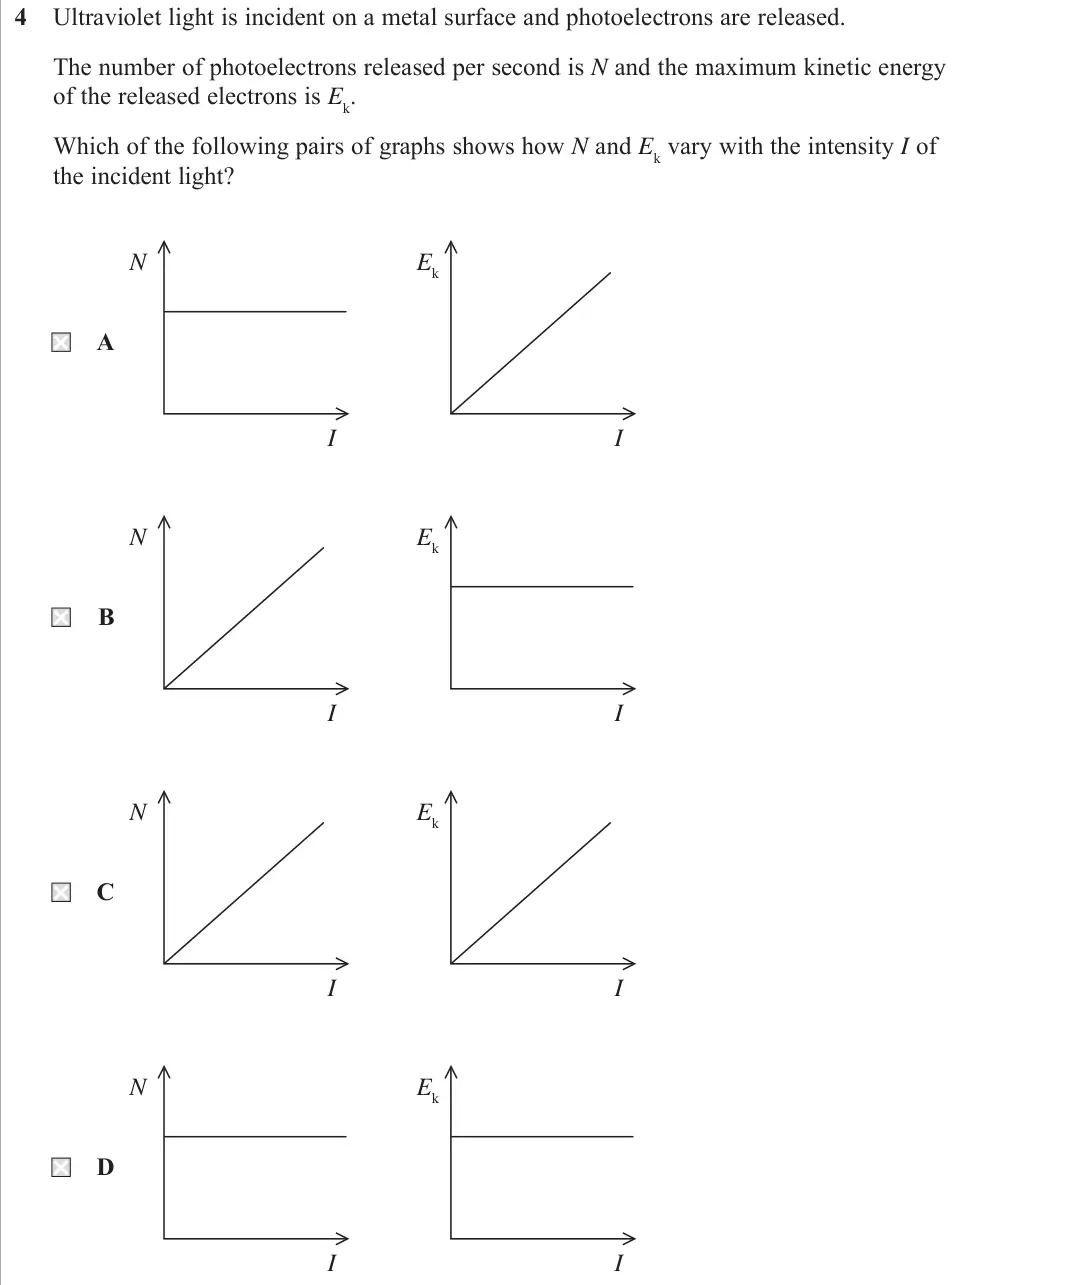 4 Ultraviolet light is incident on a metal surface and photoelectrons are released.
The number of photoelectrons released per second is N and the maximum kinetic energy
of the released electrons is Ek.
Which of the following pairs of graphs shows how N and Ek vary with the intensity I of
the incident light?
N Ek
A
I I
N Ek
B
I I
N Ek
C
I I
N Ek
D
I I